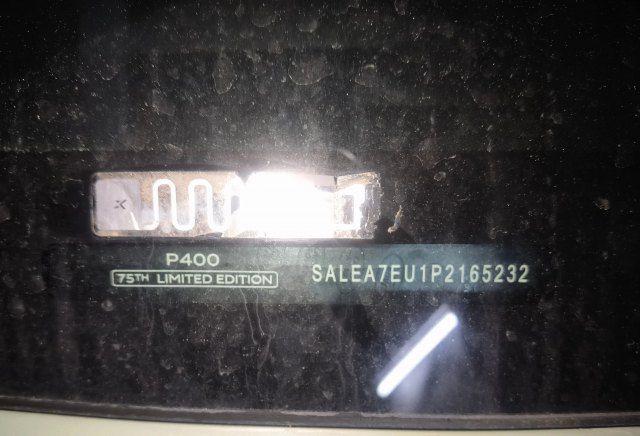 P400
75TH LIMITED EDITION
SALEA7EU1P2165232